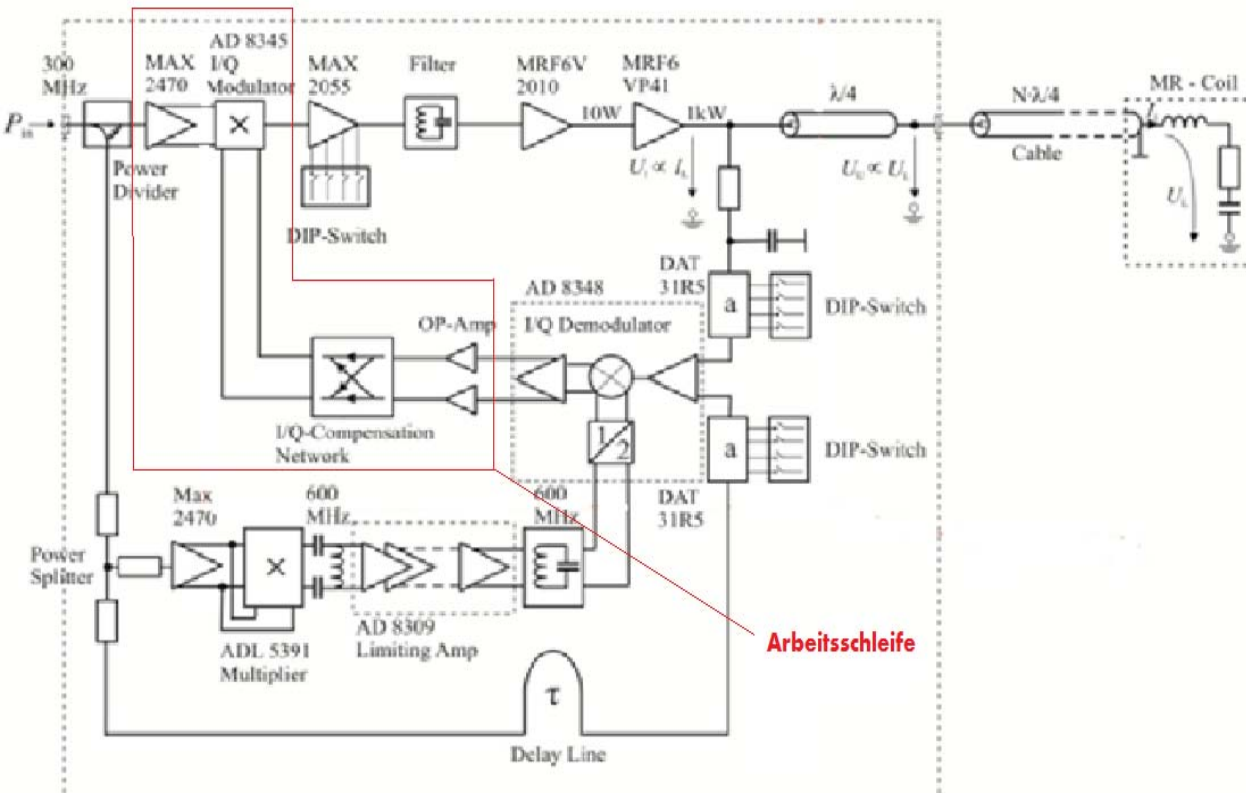 300
MHz
MAX
2470
AD 8345
I/Q
Modulator
MAX
2055
Filter
MRF6V
2010
MRF6
VP41
λ/4
N·λ/4
MR - Coil
P_in
10W
1kW
Power
Divider
Cable
U_I ∝ I_L
U_U ∝ U_L
U_L
DIP-Switch
DAT
31R5
AD 8348
I/Q Demodulator
a
DIP-Switch
OP-Amp
I/Q-Compensation
Network
1/2
a
DIP-Switch
DAT
31R5
Max
2470
600
MHz
600
MHz
Power
Splitter
×
×
AD 8309
Limiting Amp
ADL 5391
Multiplier
Arbeitsschleife
τ
Delay Line